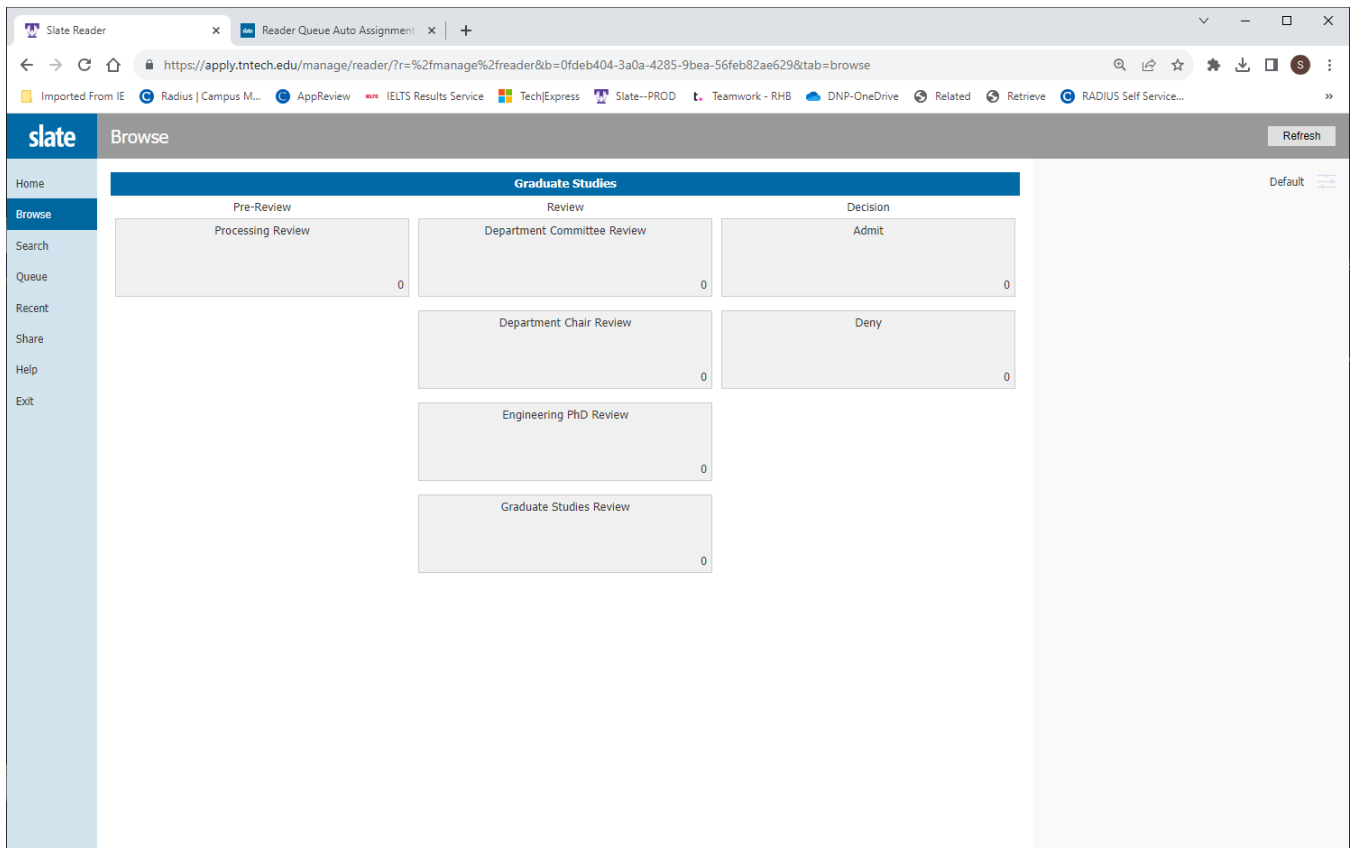 Slate Reader
Reader Queue Auto Assignment
https://apply.tntech.edu/manage/reader/?r=%2fmanage%2freader&b=0fdeb404-3a0a-4285-9bea-56feb82ae629&tab=browse
S
Imported From IE C Radius | Campus M... C AppReview IELTS IELTS Results Service Tech|Express Slate--PROD t. Teamwork - RHB DNP-OneDrive Related Retrieve C RADIUS Self Service... »
slate Browse Refresh
Home
Browse
Search
Queue
Recent
Share
Help
Exit
Default
Graduate Studies
Pre-Review Review Decision
Processing Review Department Committee Review Admit
0 0 0
Department Chair Review Deny
0 0
Engineering PhD Review
0
Graduate Studies Review
0